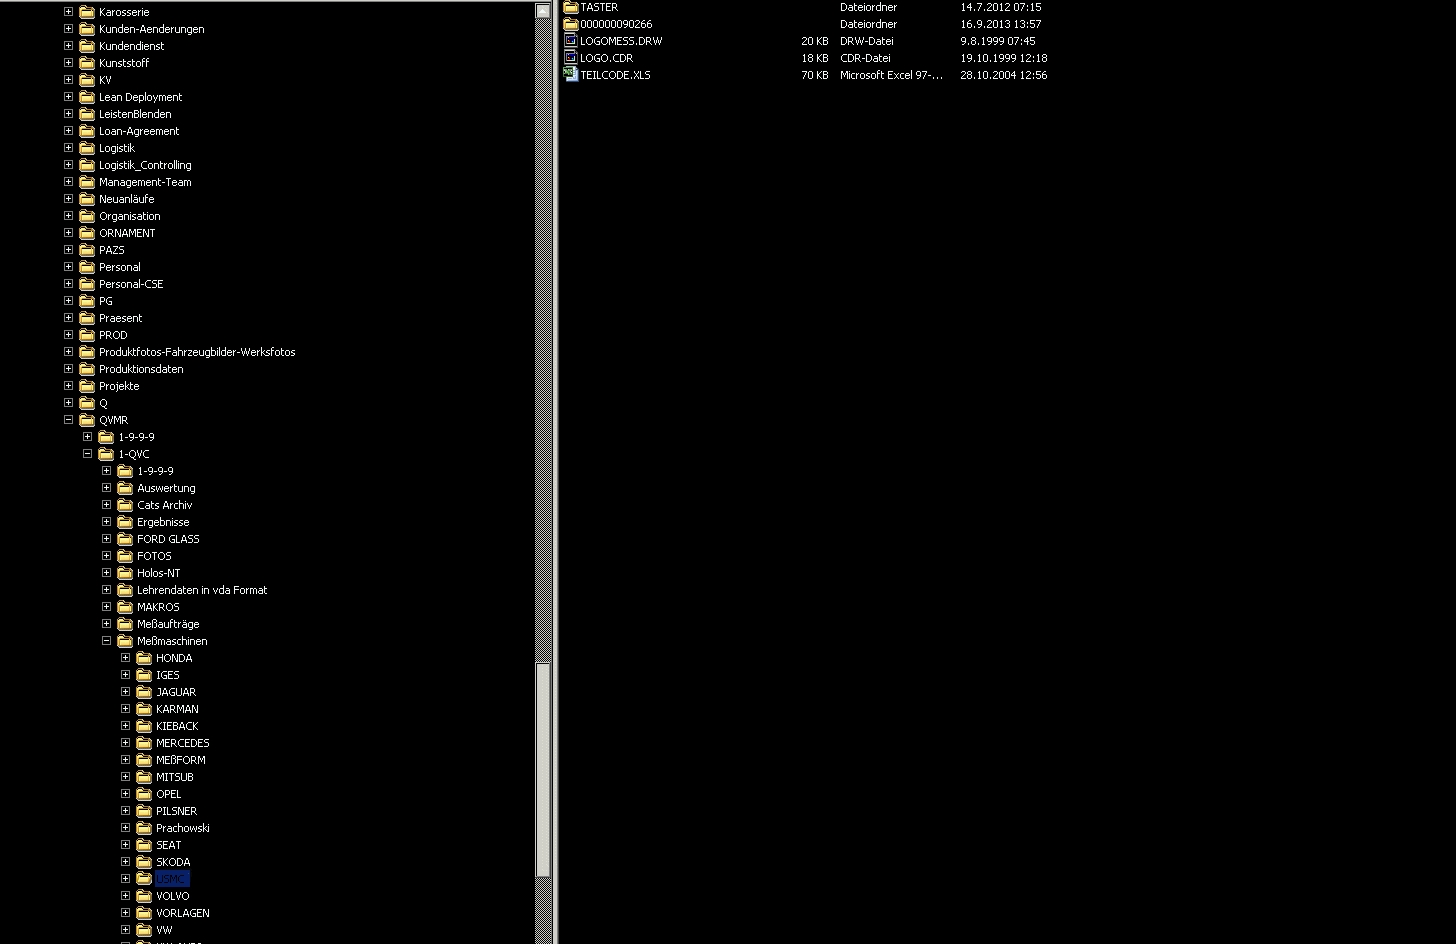 Karosserie
Kunden-Aenderungen
Kundendienst
Kunststoff
KV
Lean Deployment
LeistenBlenden
Loan-Agreement
Logistik
Logistik_Controlling
Management-Team
Neuanläufe
Organisation
ORNAMENT
PAZS
Personal
Personal-CSE
PG
Praesent
PROD
Produktfotos-Fahrzeugbilder-Werksfotos
Produktionsdaten
Projekte
Q
QVMR
1-9-9-9
1-QVC
1-9-9-9
Auswertung
Cats Archiv
Ergebnisse
FORD GLASS
FOTOS
Holos-NT
Lehrendaten in vda Format
MAKROS
Meßaufträge
Meßmaschinen
HONDA
IGES
JAGUAR
KARMAN
KIEBACK
MERCEDES
MEßFORM
MITSUB
OPEL
PILSNER
Prachowski
SEAT
SKODA
USMC
VOLVO
VORLAGEN
VW
TASTER Dateiordner 14.7.2012 07:15
000000090266 Dateiordner 16.9.2013 13:57
LOGOMESS.DRW 20 KB DRW-Datei 9.8.1999 07:45
LOGO.CDR 18 KB CDR-Datei 19.10.1999 12:18
TEILCODE.XLS 70 KB Microsoft Excel 97-... 28.10.2004 12:56